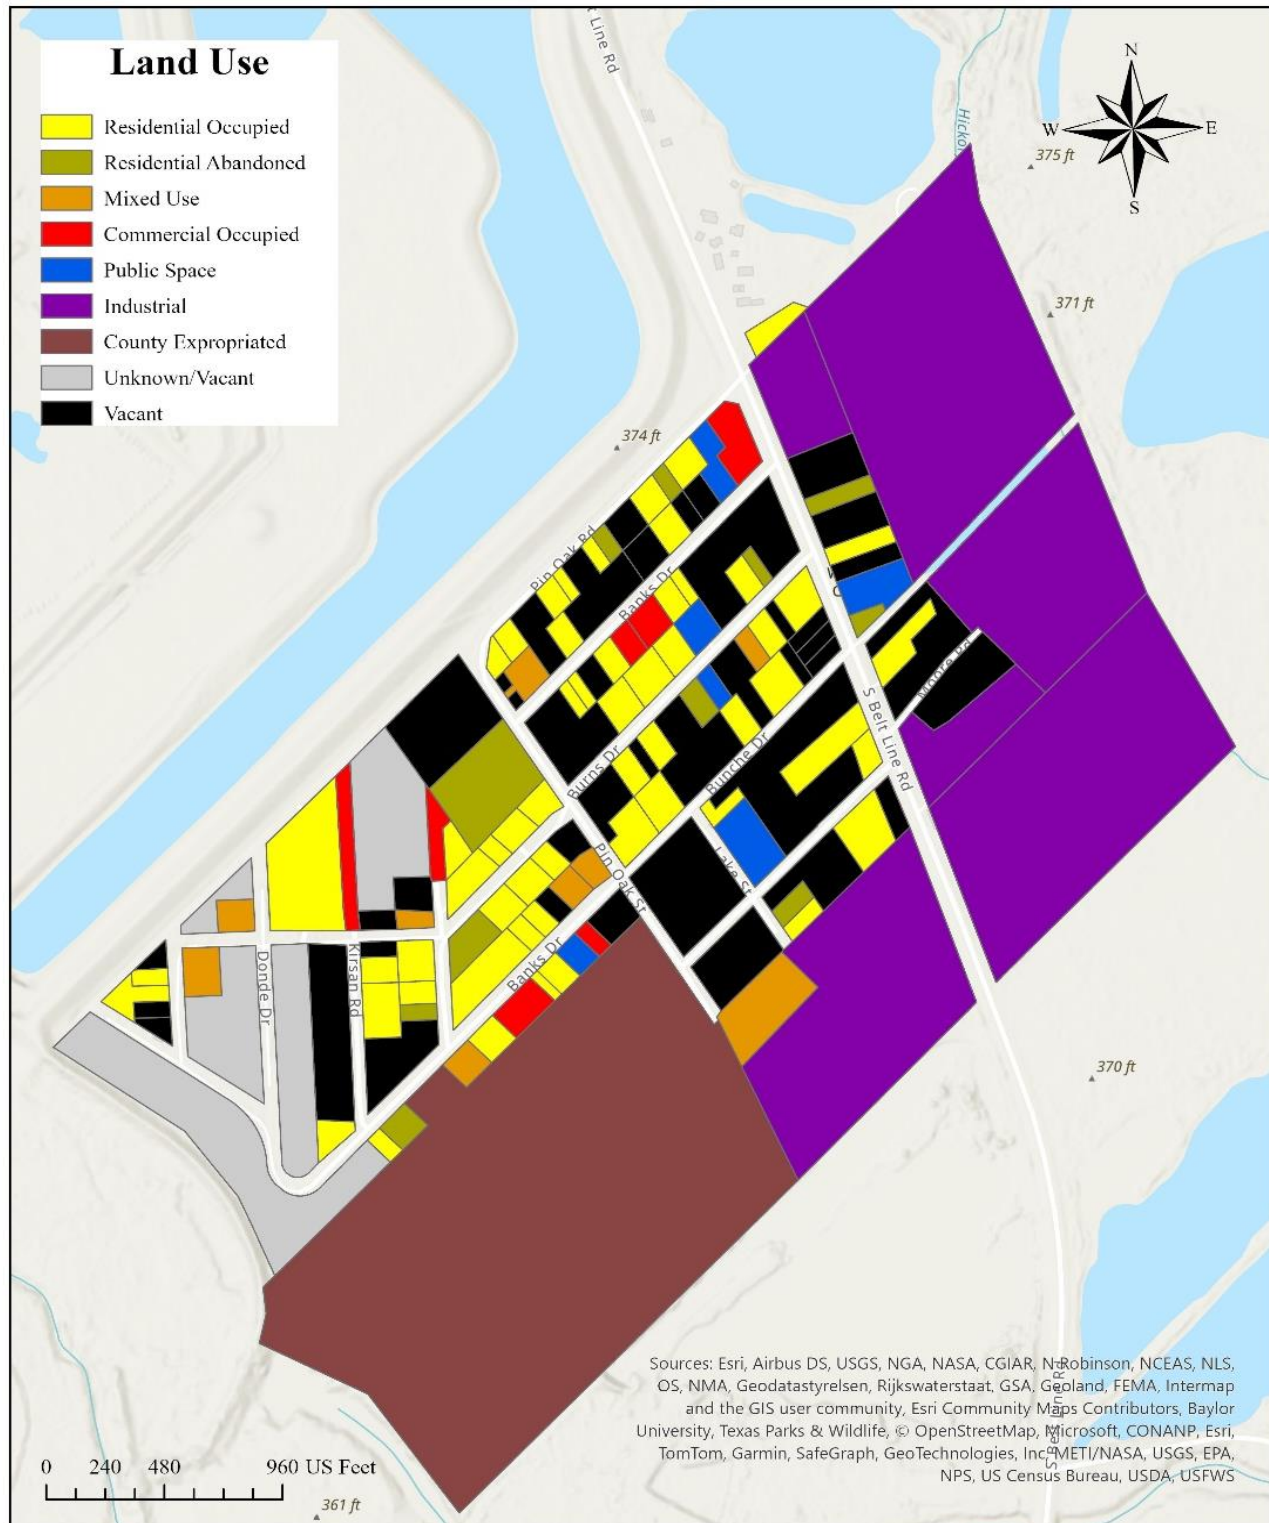 Land Use
Residential Occupied
Residential Abandoned
Mixed Use
Commercial Occupied
Public Space
Industrial
County Expropriated
Unknown/Vacant
Vacant
Line Rd
N
W
E
S
375 ft
371 ft
374 ft
Pin Oak Rd
Banks Dr
Moore Rd
S Belt Line Rd
Burns Dr
Bunche Dr
Lake St
Pin Oak St
Banks Dr
Donde Dr
Kirsan Rd
370 ft
S Belt Line Rd
Sources: Esri, Airbus DS, USGS, NGA, NASA, CGIAR, N Robinson, NCEAS, NLS,
OS, NMA, Geodatastyrelsen, Rijkswaterstaat, GSA, Geoland, FEMA, Intermap
and the GIS user community, Esri Community Maps Contributors, Baylor
University, Texas Parks & Wildlife, © OpenStreetMap, Microsoft, CONANP, Esri,
TomTom, Garmin, SafeGraph, GeoTechnologies, Inc, METI/NASA, USGS, EPA,
NPS, US Census Bureau, USDA, USFWS
0 240 480 960 US Feet
361 ft